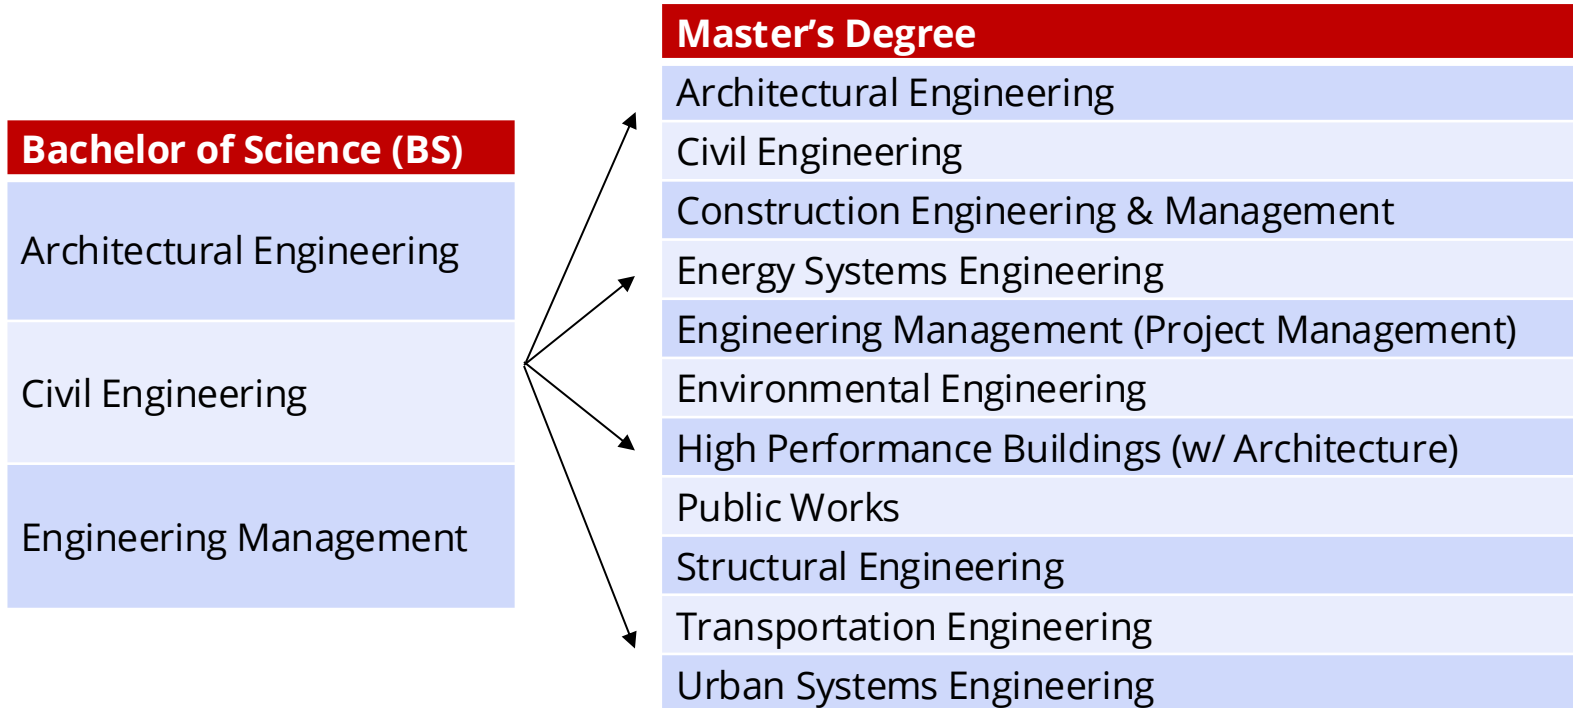 Bachelor of Science (BS)
Architectural Engineering
Civil Engineering
Engineering Management
Master’s Degree
Architectural Engineering
Civil Engineering
Construction Engineering & Management
Energy Systems Engineering
Engineering Management (Project Management)
Environmental Engineering
High Performance Buildings (w/ Architecture)
Public Works
Structural Engineering
Transportation Engineering
Urban Systems Engineering